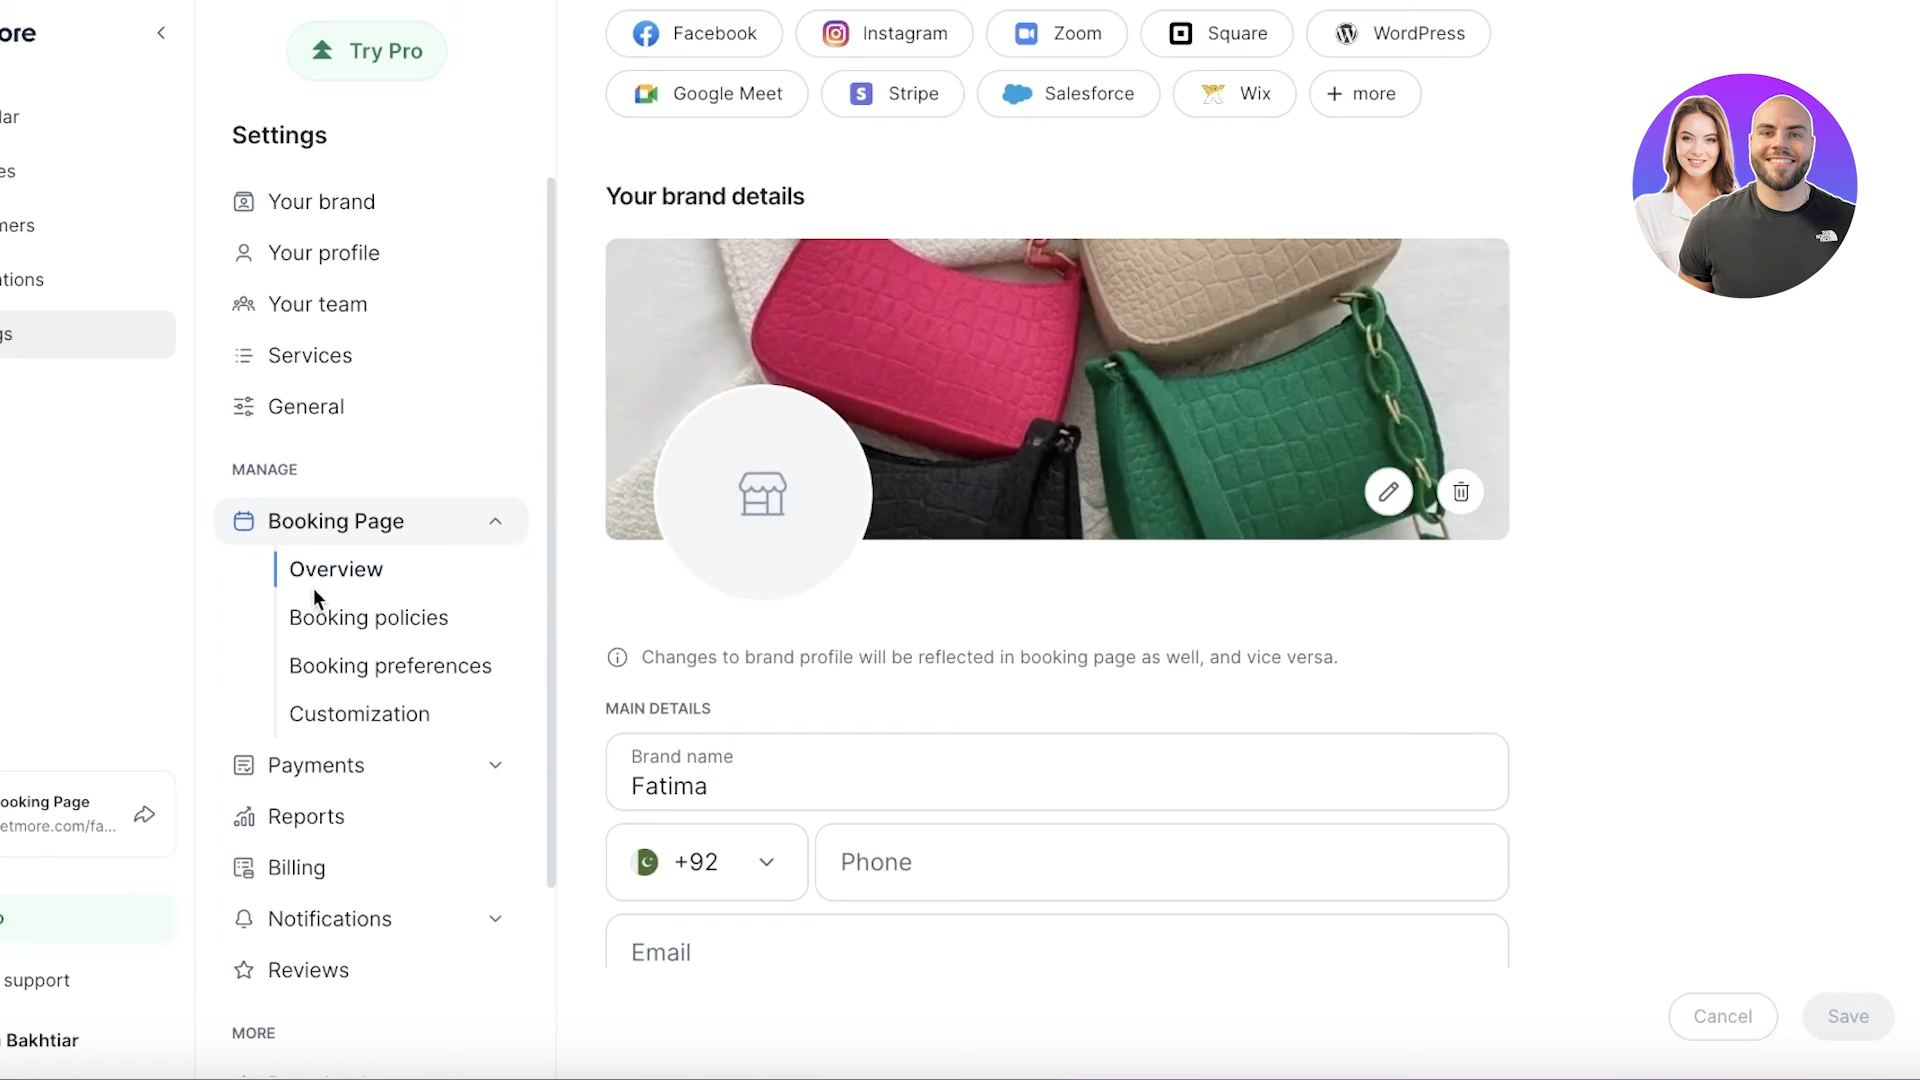 ore
Try Pro
Facebook
Instagram
Zoom
Square
WordPress
Google Meet
S
Stripe
Salesforce
Wix
+ more
lar
es
mers
ations
gs
ooking Page
etmore.com/fa...
o
support
Bakhtiar
Settings
Your brand
Your profile
Your team
Services
General
MANAGE
Booking Page
Overview
Booking policies
Booking preferences
Customization
Payments
Reports
Billing
Notifications
Reviews
MORE
Your brand details
Changes to brand profile will be reflected in booking page as well, and vice versa.
MAIN DETAILS
Brand name
Fatima
+92
Phone
Email
Cancel
Save